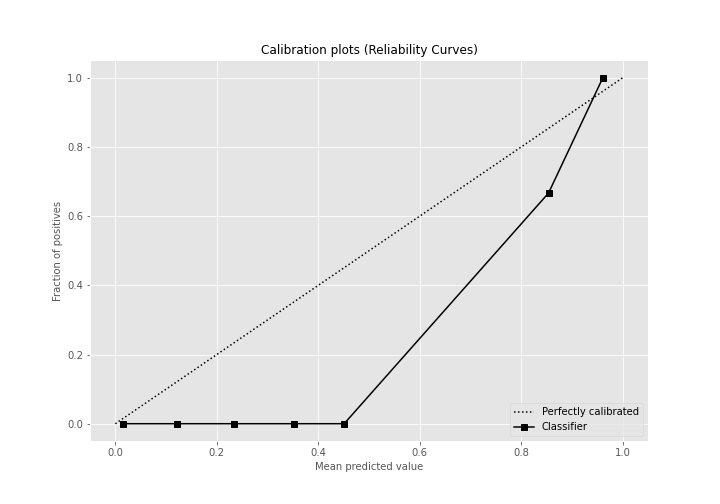 Calibration plots (Reliability Curves)
1.0
0.8
0.6
0.4
0.2
0.0
Fraction of positives
0.0 0.2 0.4 0.6 0.8 1.0
Mean predicted value
Perfectly calibrated
Classifier